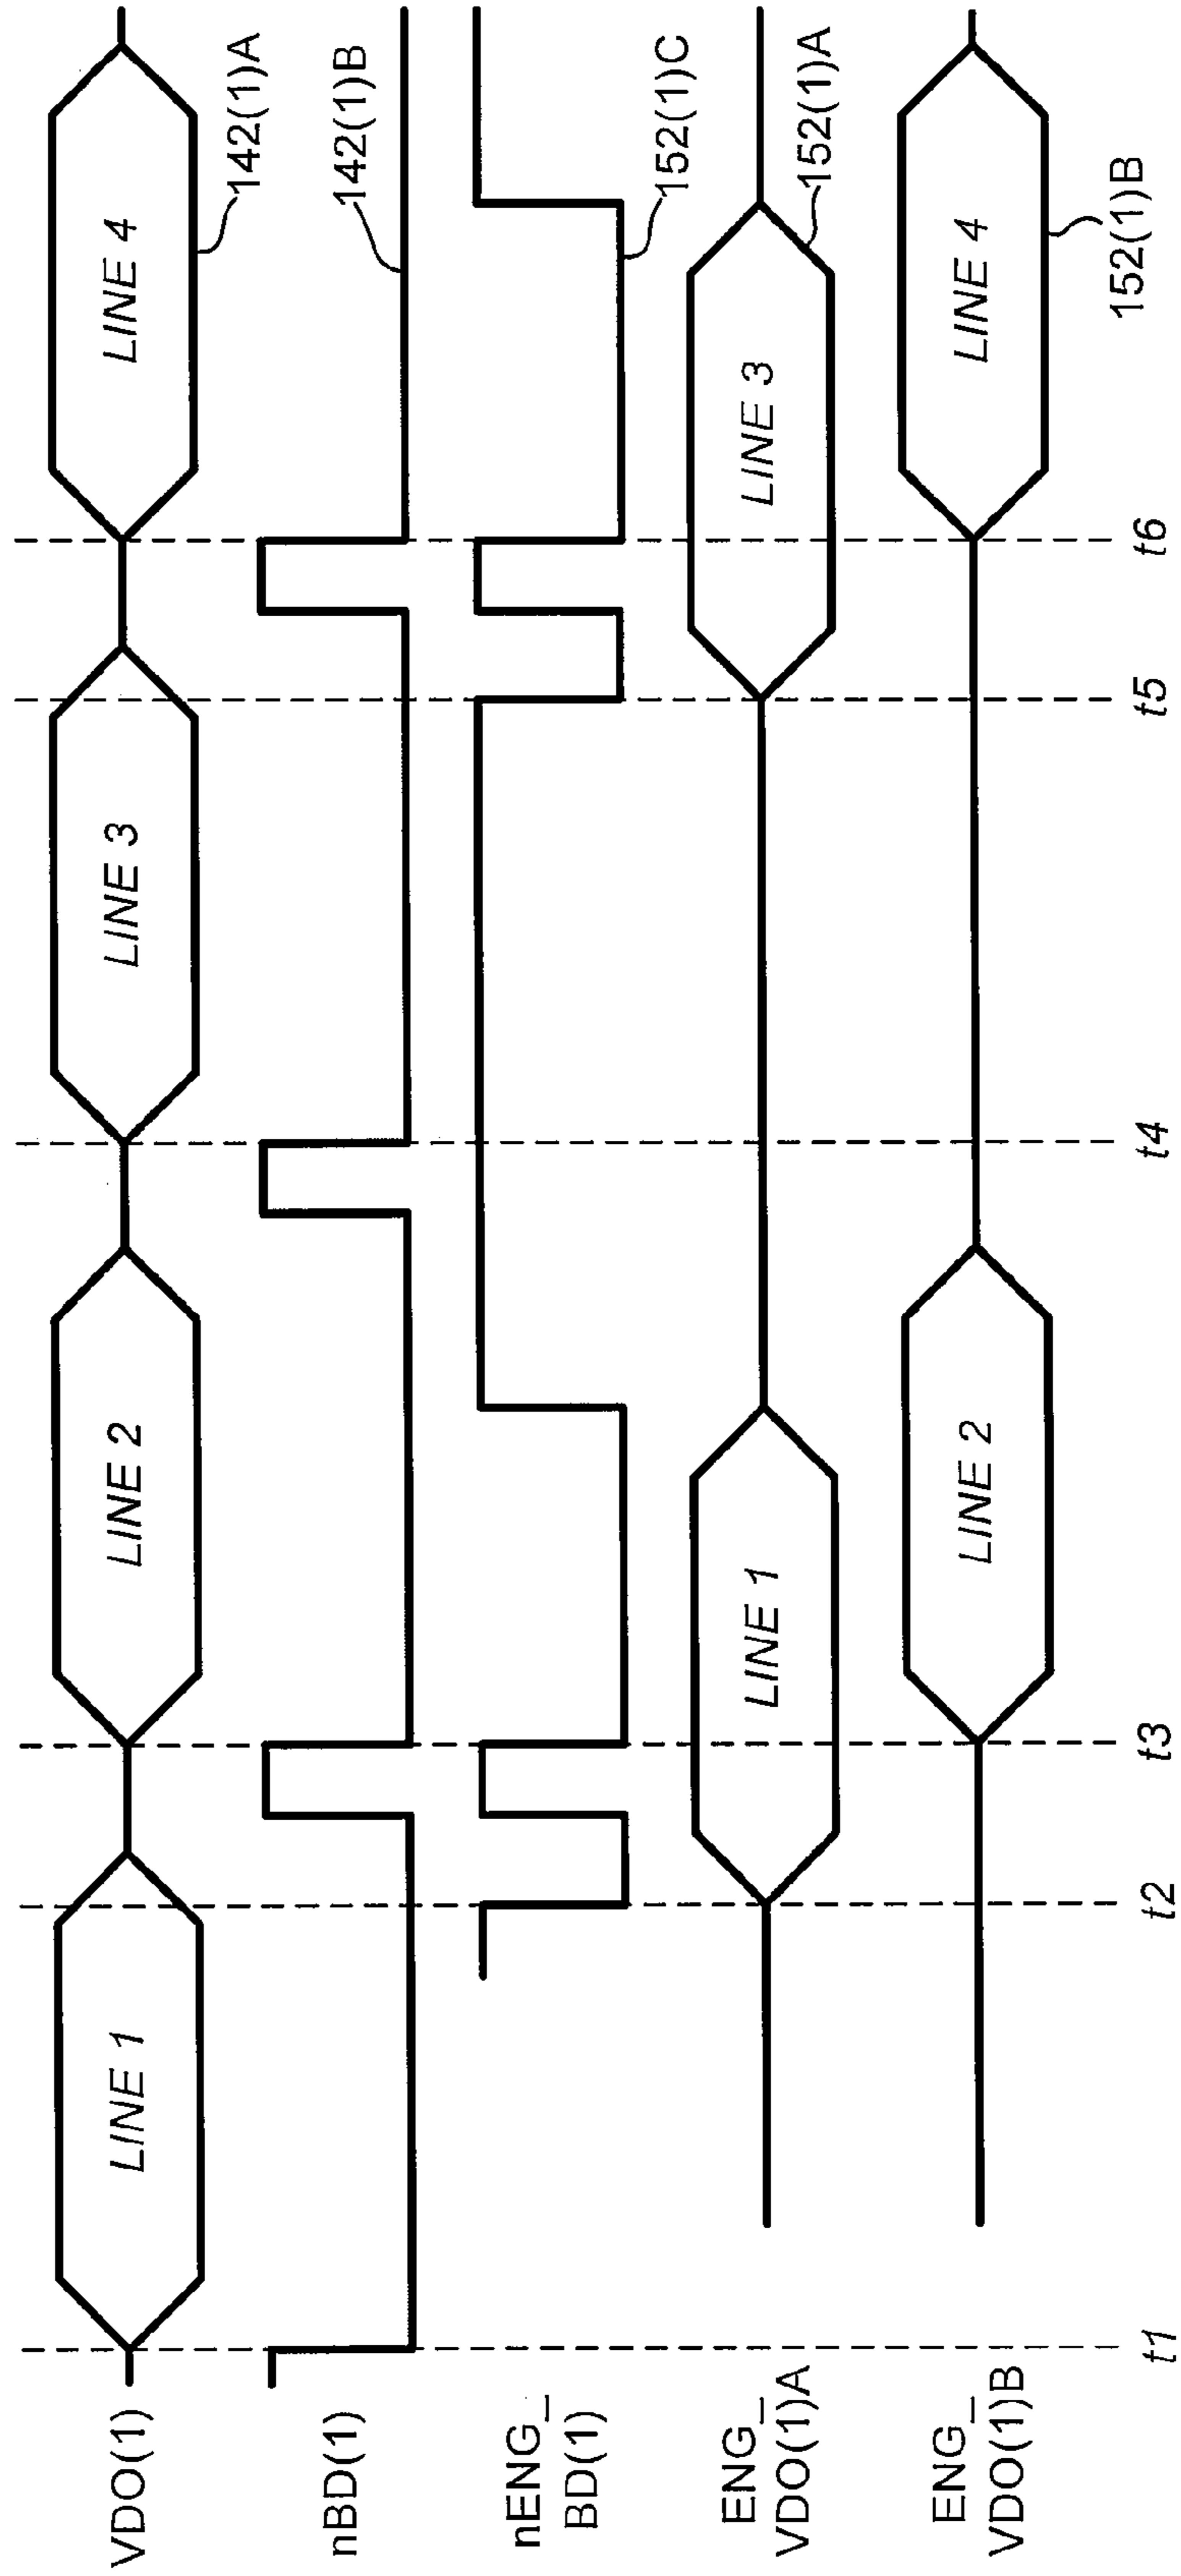 VDO(1)
LINE 1
LINE 2
LINE 3
LINE 4
142(1)A
nBD(1)
142(1)B
nENG_
BD(1)
152(1)C
ENG_
VDO(1)A
LINE 1
LINE 3
152(1)A
ENG_
VDO(1)B
LINE 2
LINE 4
152(1)B
t1
t2
t3
t4
t5
t6